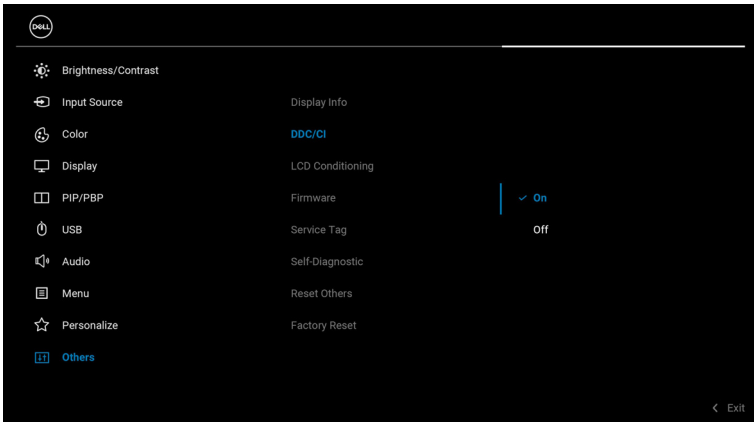 DELL
Brightness/Contrast
Input Source
Display Info
Color
DDC/CI
Display
LCD Conditioning
PIP/PBP
Firmware
On
USB
Service Tag
Off
Audio
Self-Diagnostic
Menu
Reset Others
Personalize
Factory Reset
Others
Exit